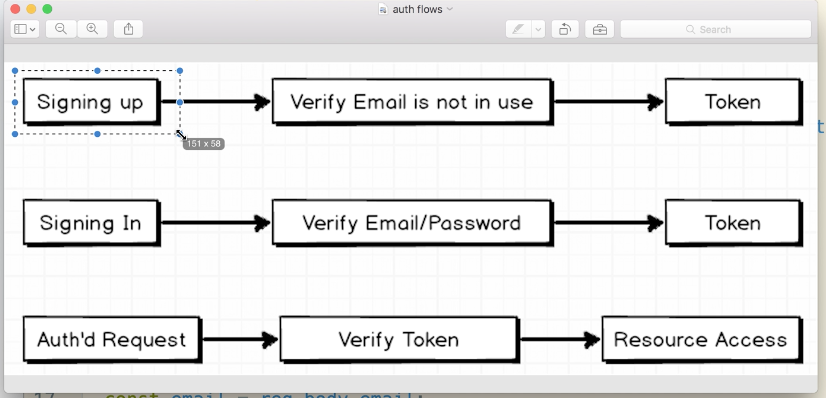 auth flows
Search
Signing up
Verify Email is not in use
Token
151 x 58
Signing In
Verify Email/Password
Token
Auth'd Request
Verify Token
Resource Access